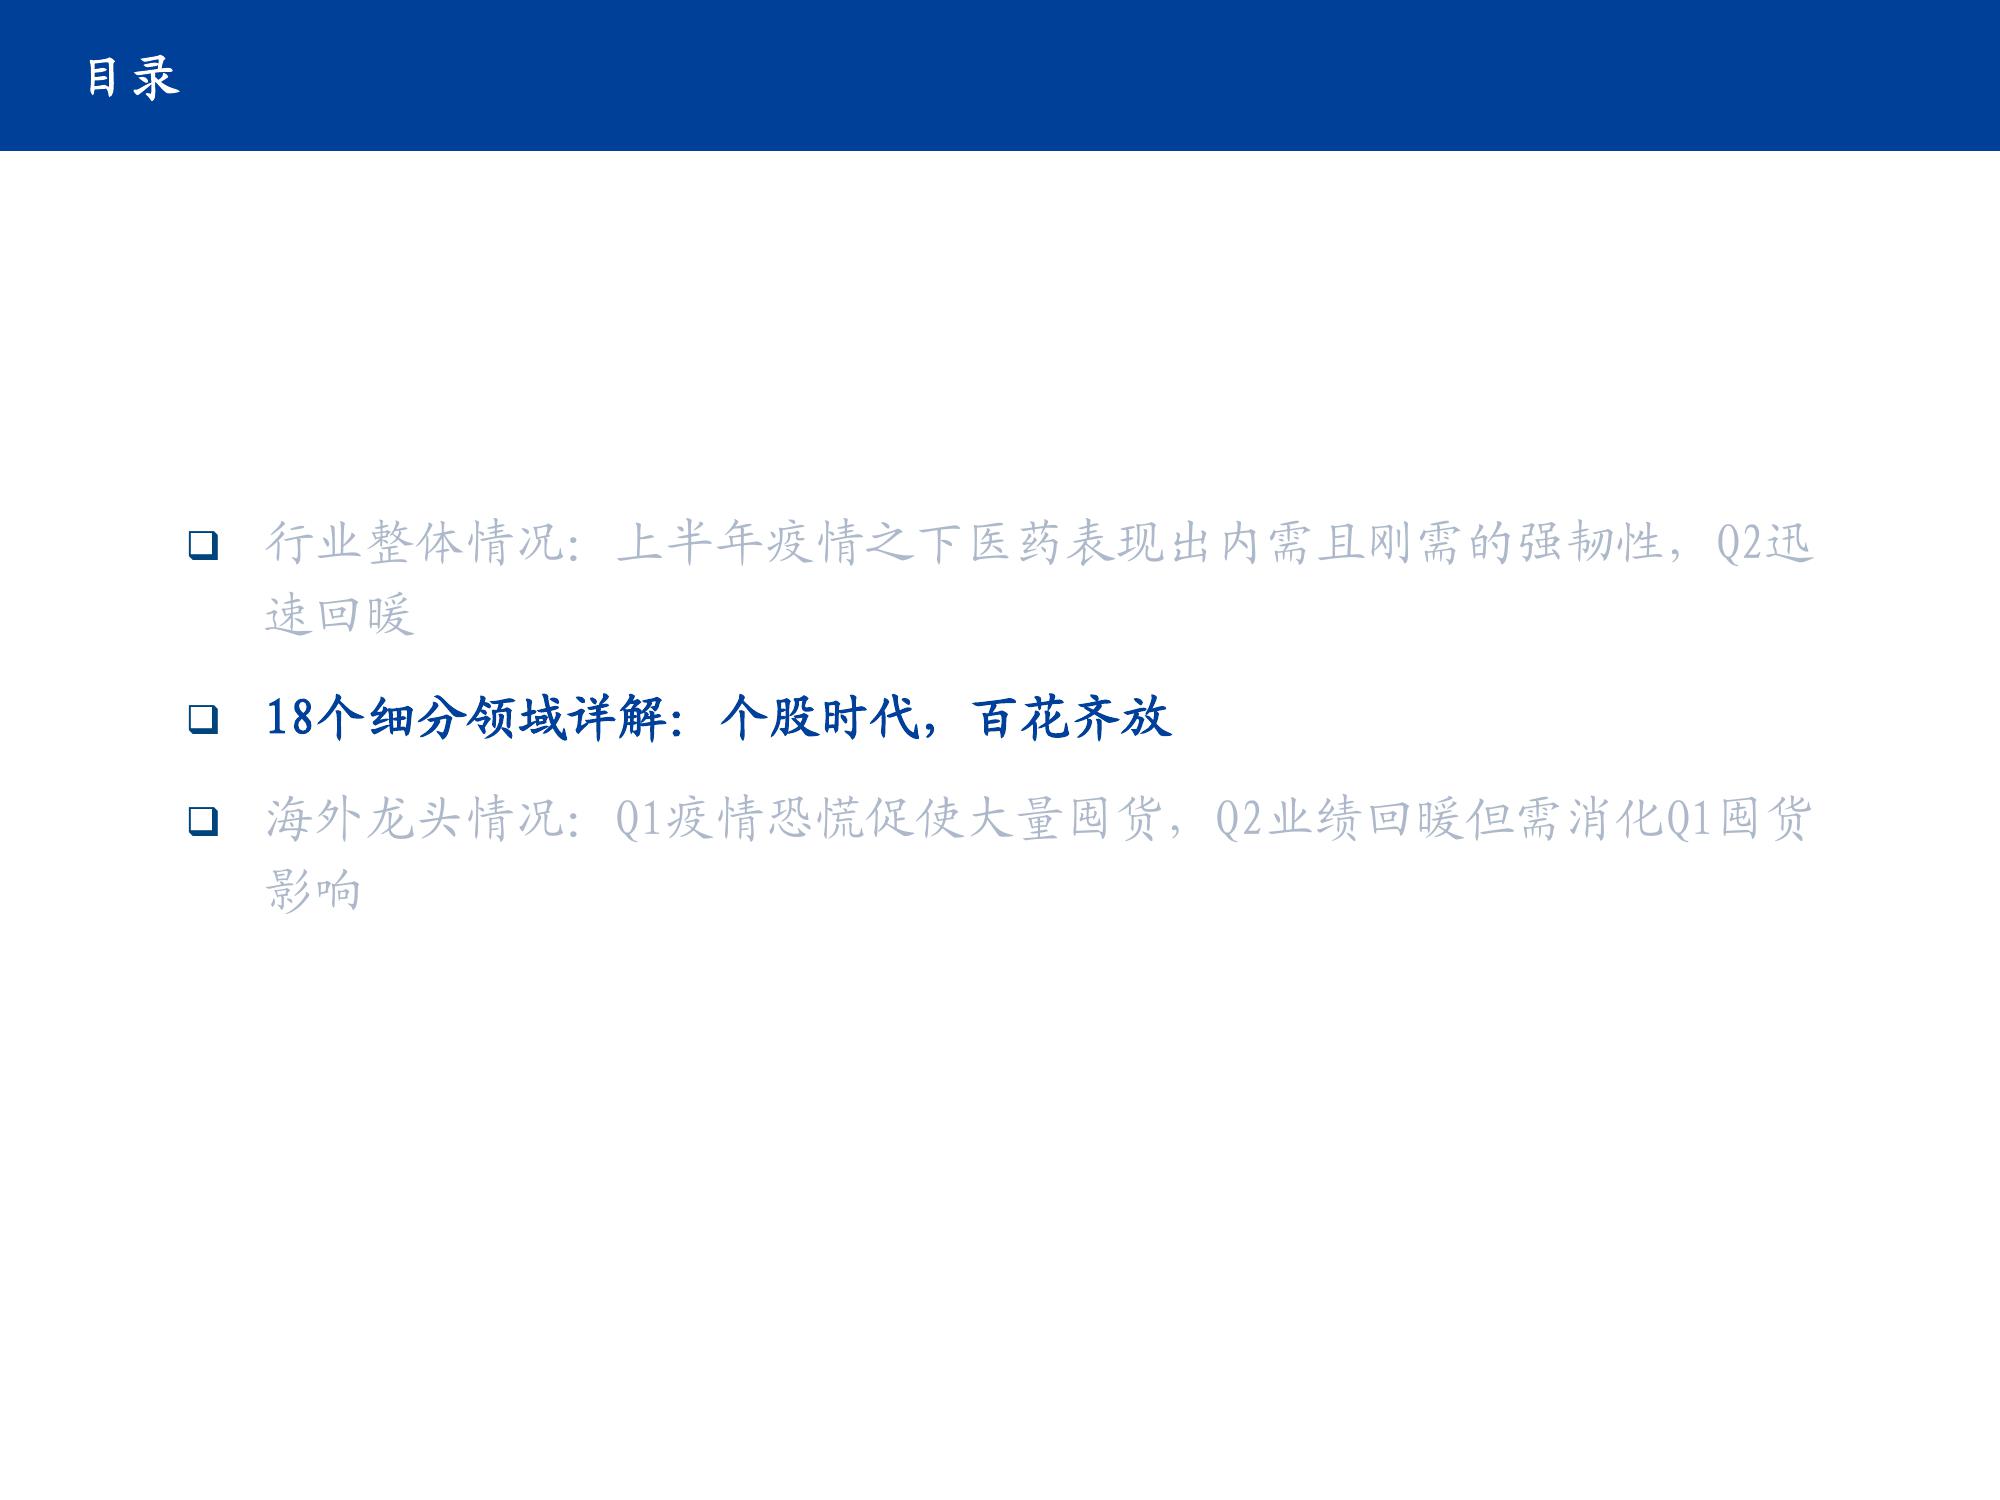 目录
行业整体情况：上半年疫情之下医药表现出内需且刚需的强韧性，Q2迅
速回暖
18个细分领域详解：个股时代，百花齐放
海外龙头情况：Q1疫情恐慌促使大量囤货，Q2业绩回暖但需消化Q1囤货
影响